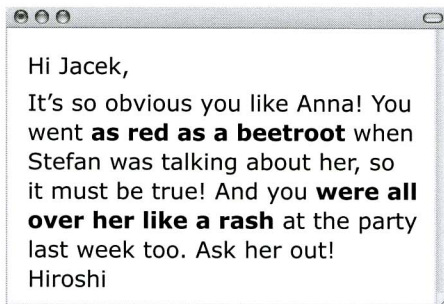 Hi Jacek,
It's so obvious you like Anna! You
went as red as a beetroot when
Stefan was talking about her, so
it must be true! And you were all
over her like a rash at the party
last week too. Ask her out!
Hiroshi